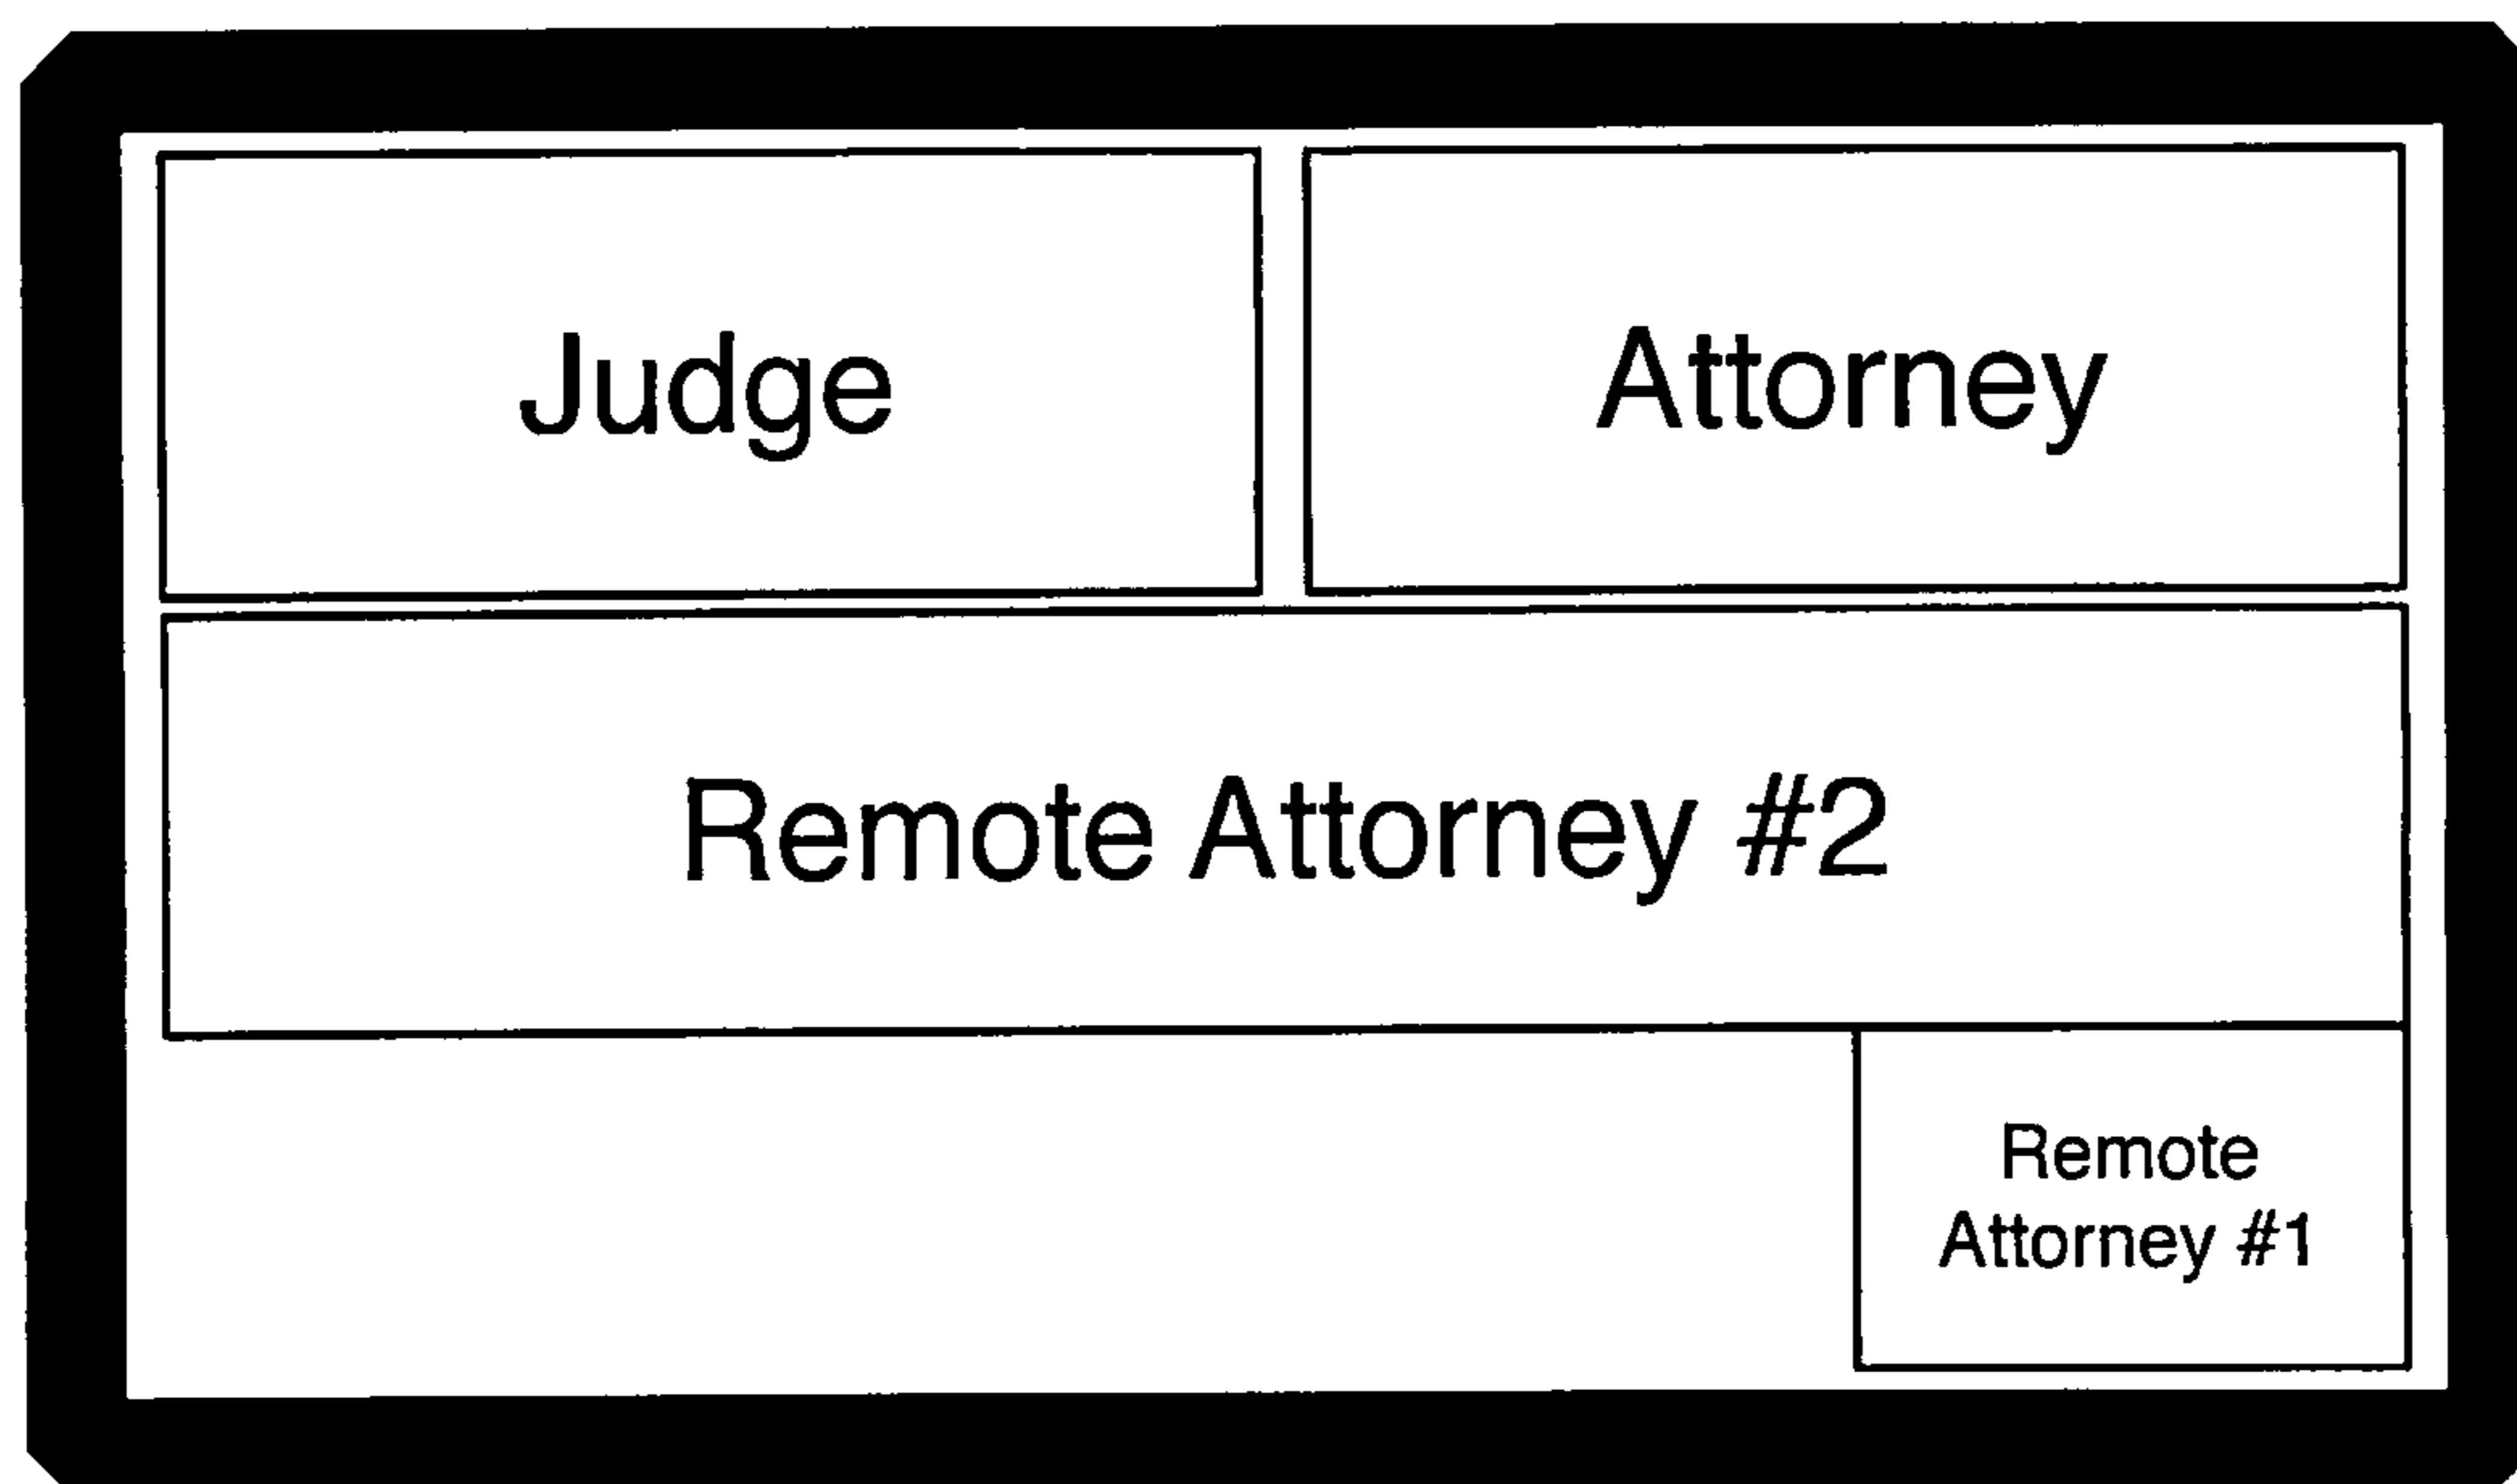 Judge
Attorney
Remote Attorney #2
Remote
Attorney #1